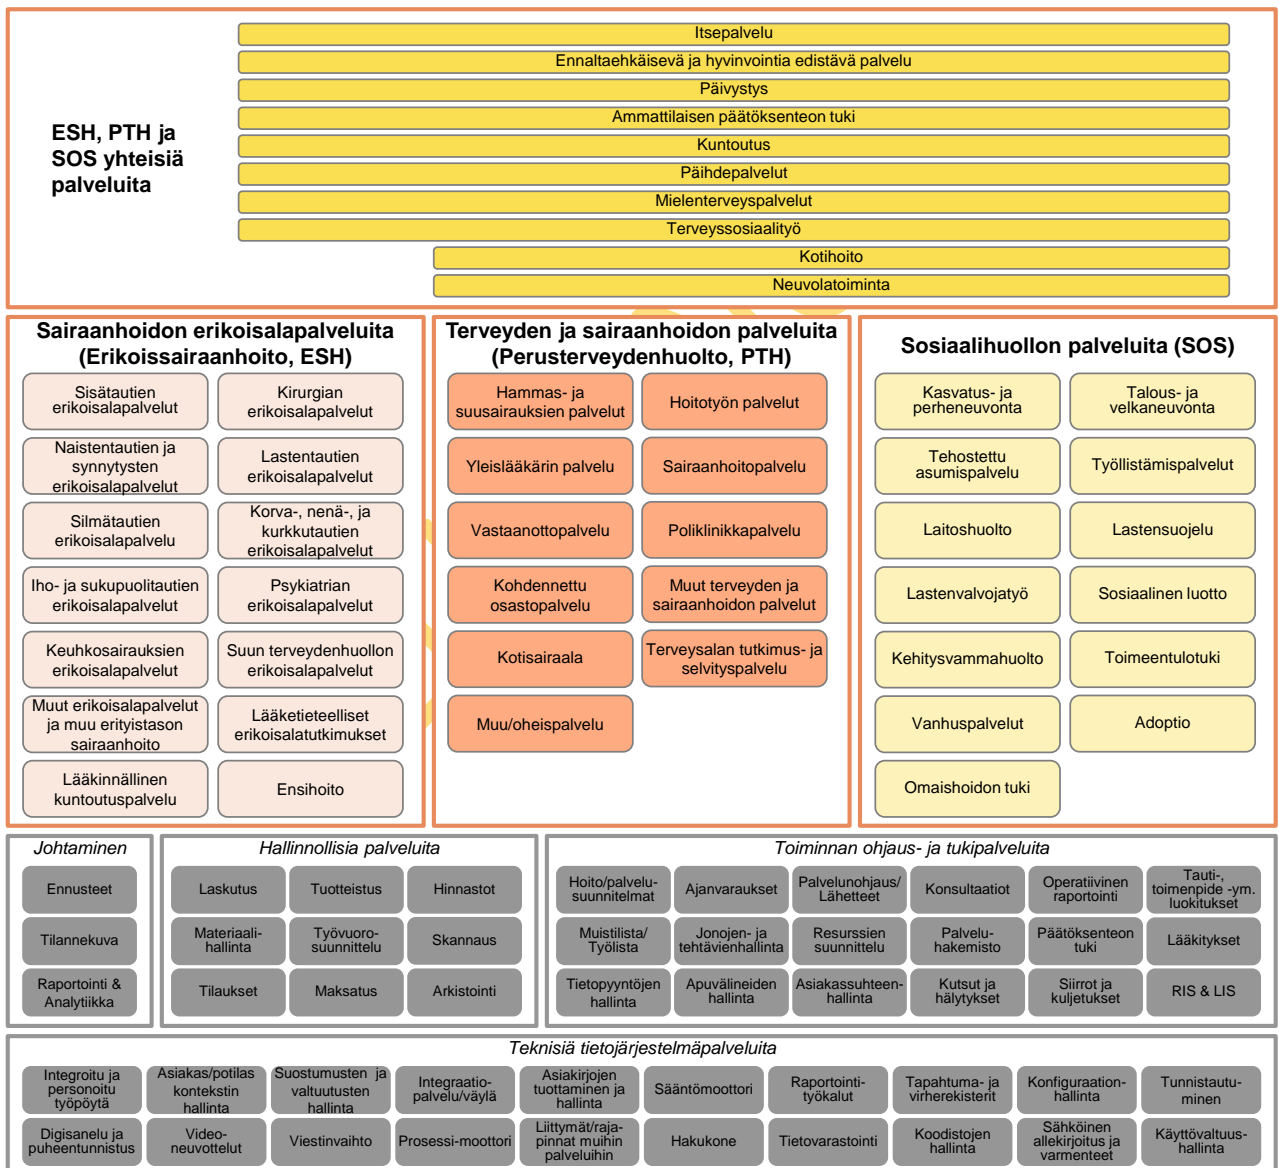 ESH, PTH ja
SOS yhteisiä
palveluita
Itsepalvelu
Ennaltaehkäisevä ja hyvinvointia edistävä palvelu
Päivystys
Ammattilaisen päätöksenteon tuki
Kuntoutus
Päihdepalvelut
Mielenterveyspalvelut
Terveyssosiaalityö
Kotihoito
Neuvolatoiminta
Sairaanhoidon erikoisalapalveluita
(Erikoissairaanhoito, ESH)
Sisätautien
erikoisalapalvelut
Kirurgian
erikoisalapalvelut
Naistentautien ja
synnytysten
erikoisalapalvelut
Lastentautien
erikoisalapalvelut
Silmätautien
erikoisalapalvelu
Korva-, nenä-, ja
kurkkutautien
erikoisalapalvelut
Iho- ja sukupuolitautien
erikoisalapalvelut
Psykiatrian
erikoisalapalvelut
Keuhkosairauksien
erikoisalapalvelut
Suun terveydenhuollon
erikoisalapalvelut
Muut erikoisalapalvelut
ja muu erityistason
sairaanhoito
Lääketieteelliset
erikoisalatutkimukset
Lääkinnällinen
kuntoutuspalvelu
Ensihoito
Terveyden ja sairaanhoidon palveluita
(Perusterveydenhuolto, PTH)
Hammas- ja
suusairauksien palvelut
Hoitotyön palvelut
Yleislääkärin palvelu
Sairaanhoitopalvelu
Vastaanottopalvelu
Poliklinikkapalvelu
Kohdennettu
osastopalvelu
Muut terveyden ja
sairaanhoidon palvelut
Kotisairaala
Terveysalan tutkimus- ja
selvityspalvelu
Muu/oheispalvelu
Sosiaalihuollon palveluita (SOS)
Kasvatus- ja
perheneuvonta
Talous- ja
velkaneuvonta
Tehostettu
asumispalvelu
Työllistämispalvelut
Laitoshuolto
Lastensuojelu
Lastenvalvojatyö
Sosiaalinen luotto
Kehitysvammahuolto
Toimeentulotuki
Vanhuspalvelut
Adoptio
Omaishoidon tuki
Johtaminen
Ennusteet
Tilannekuva
Raportointi &
Analytiikka
Hallinnollisia palveluita
Laskutus
Tuotteistus
Hinnastot
Materiaali-
hallinta
Työvuoro-
suunnittelu
Skannaus
Tilaukset
Maksatus
Arkistointi
Toiminnan ohjaus- ja tukipalveluita
Hoito/palvelu-
suunnitelmat
Ajanvaraukset
Palvelunohjaus/
Lähetteet
Konsultaatiot
Operatiivinen
raportointi
Tauti-,
toimenpide -ym.
luokitukset
Muistilista/
Työlista
Jonojen- ja
tehtävienhallinta
Resurssien
suunnittelu
Palvelu-
hakemisto
Päätöksenteon
tuki
Lääkitykset
Tietopyyntöjen
hallinta
Apuvälineiden
hallinta
Asiakassuhteen-
hallinta
Kutsut ja
hälytykset
Siirrot ja
kuljetukset
RIS & LIS
Teknisiä tietojärjestelmäpalveluita
Integroitu ja
personoitu
työpöytä
Asiakas/potilas
kontekstin
hallinta
Suostumusten ja
valtuutusten
hallinta
Integraatio-
palvelu/väylä
Asiakirjojen
tuottaminen ja
hallinta
Sääntömoottori
Raportointi-
työkalut
Tapahtuma- ja
virherekisterit
Konfiguraation-
hallinta
Tunnistautu-
minen
Digisanelu ja
puheentunnistus
Video-
neuvottelut
Viestinvaihto
Prosessi-moottori
Liittymät/raja-
pinnat muihin
palveluihin
Hakukone
Tietovarastointi
Koodistojen
hallinta
Sähköinen
allekirjoitus ja
varmenteet
Käyttövaltuus-
hallinta